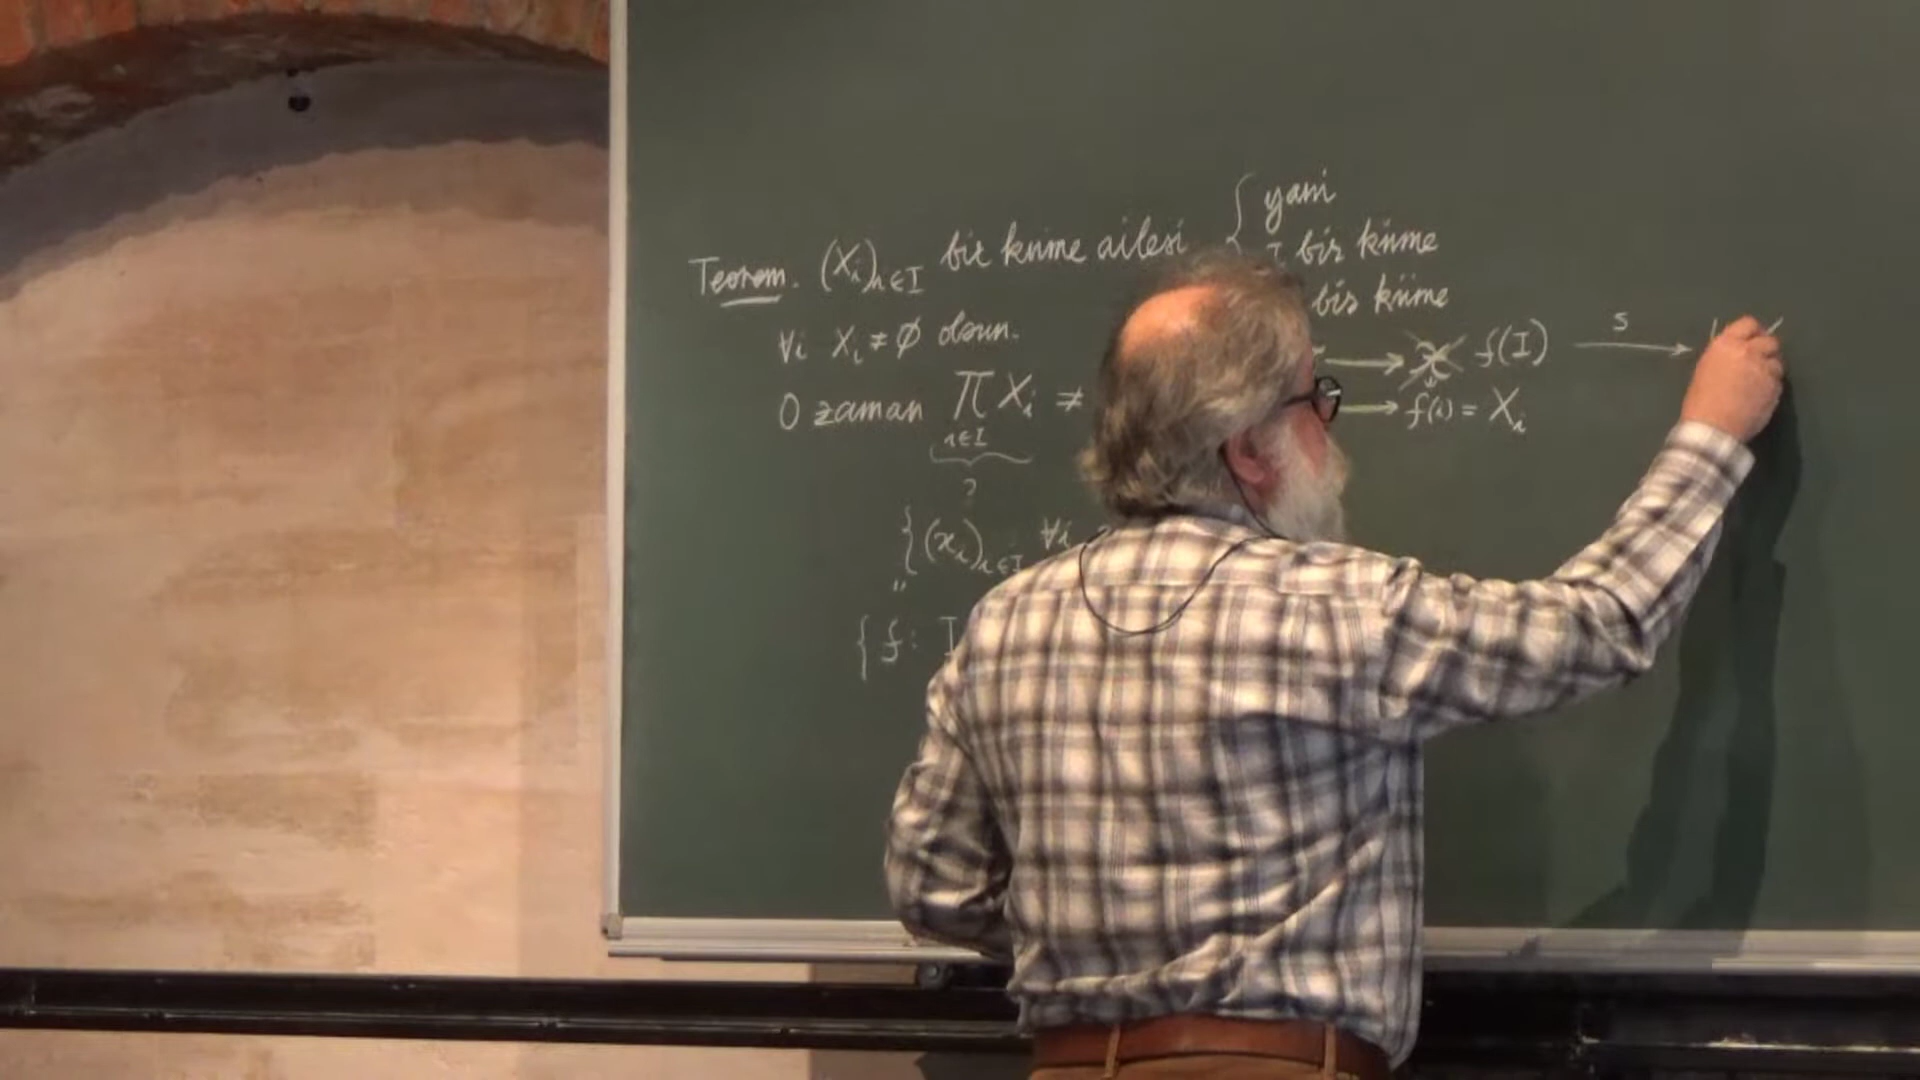 Teorem. (Xᵢ)ᵢ∈I bir küme ailesi { yani
I bir küme
bir küme
∀i Xᵢ ≠ ∅ olsun.
f(I) s
O zaman ∏ Xᵢ ≠
i∈I
f(i) = Xᵢ
?
{(xᵢ)ᵢ∈I ∀i
"
{f: I